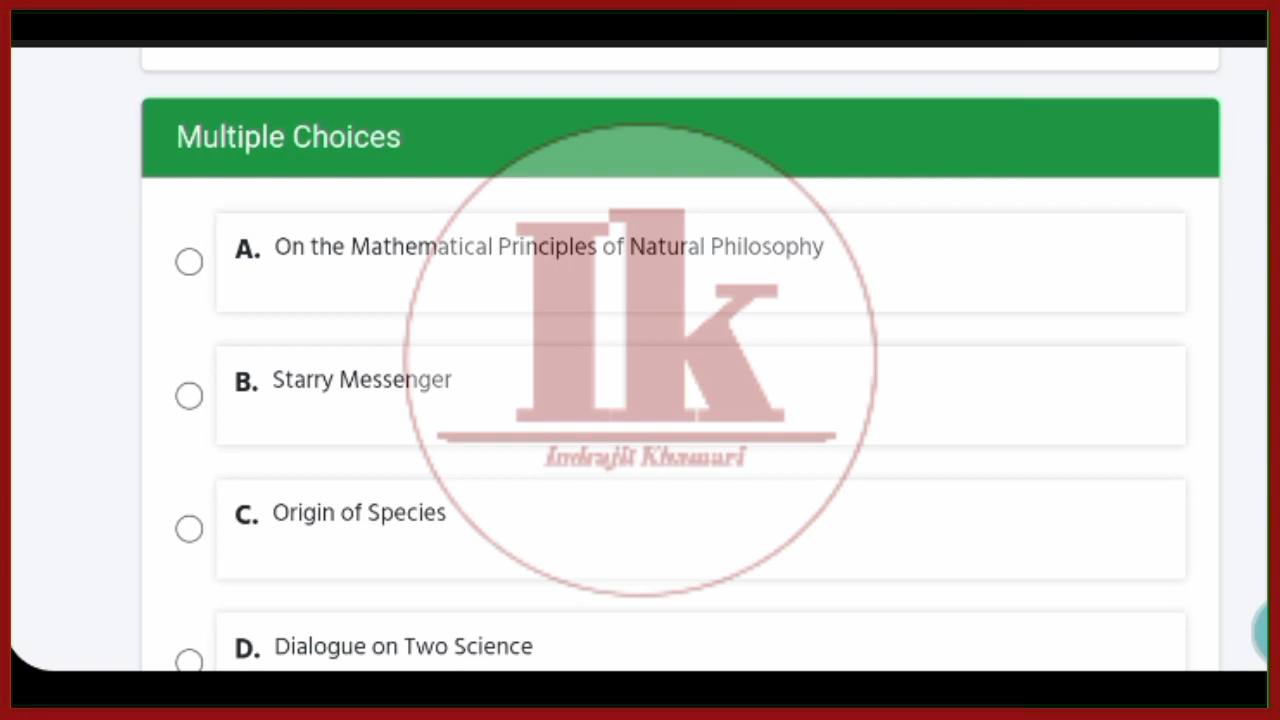 Multiple Choices
A. On the Mathematical Principles of Natural Philosophy
B. Starry Messenger
Ik
Indrajit Khamari
C. Origin of Species
D. Dialogue on Two Science